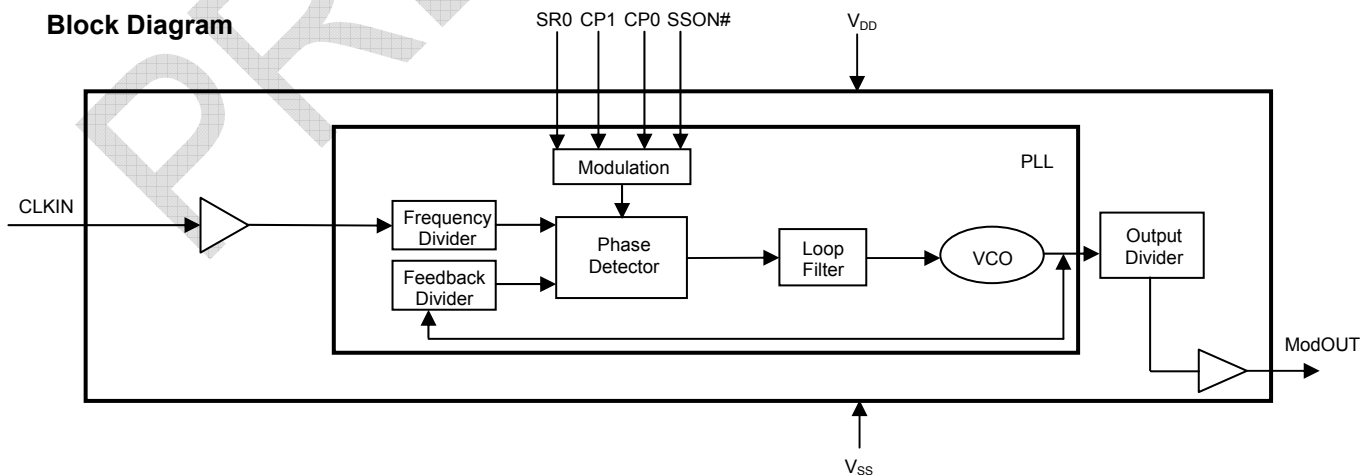 Block Diagram
SR0 CP1 CP0 SSON#
VDD
Modulation
PLL
CLKIN
Frequency
Divider
Phase
Detector
Loop
Filter
VCO
Output
Divider
Feedback
Divider
ModOUT
VSS